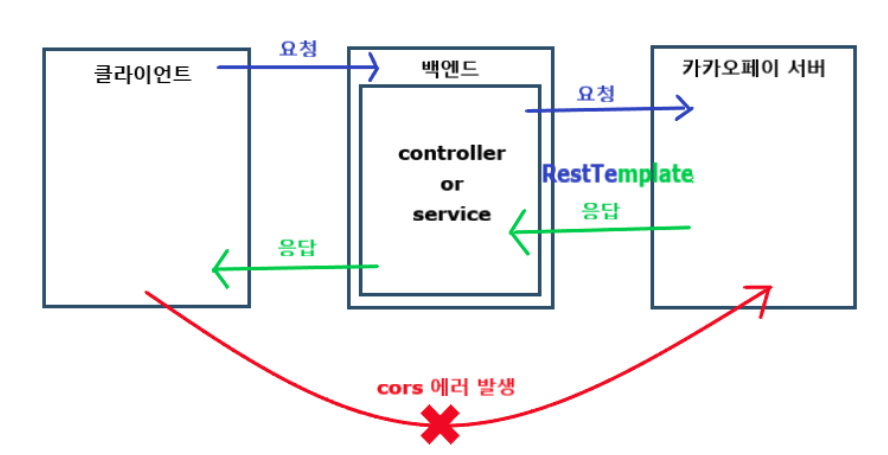 요청
클라이언트
백엔드
카카오페이 서버
요청
controller
or
service
RestTemplate
응답
응답
cors 에러 발생